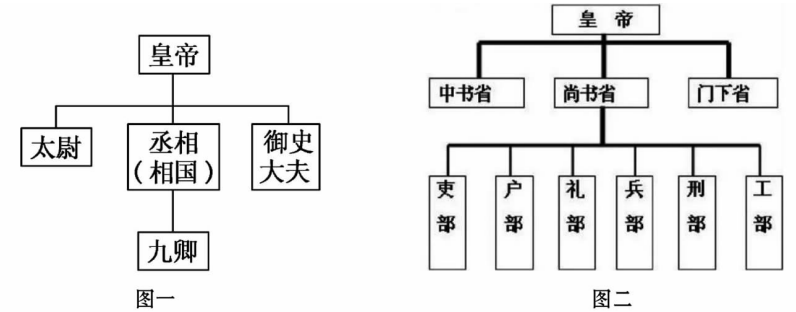 皇帝
太尉
丞相
(相国)
御史
大夫
九卿
图一
皇 帝
中书省
尚书省
门下省
吏部
户部
礼部
兵部
刑部
工部
图二